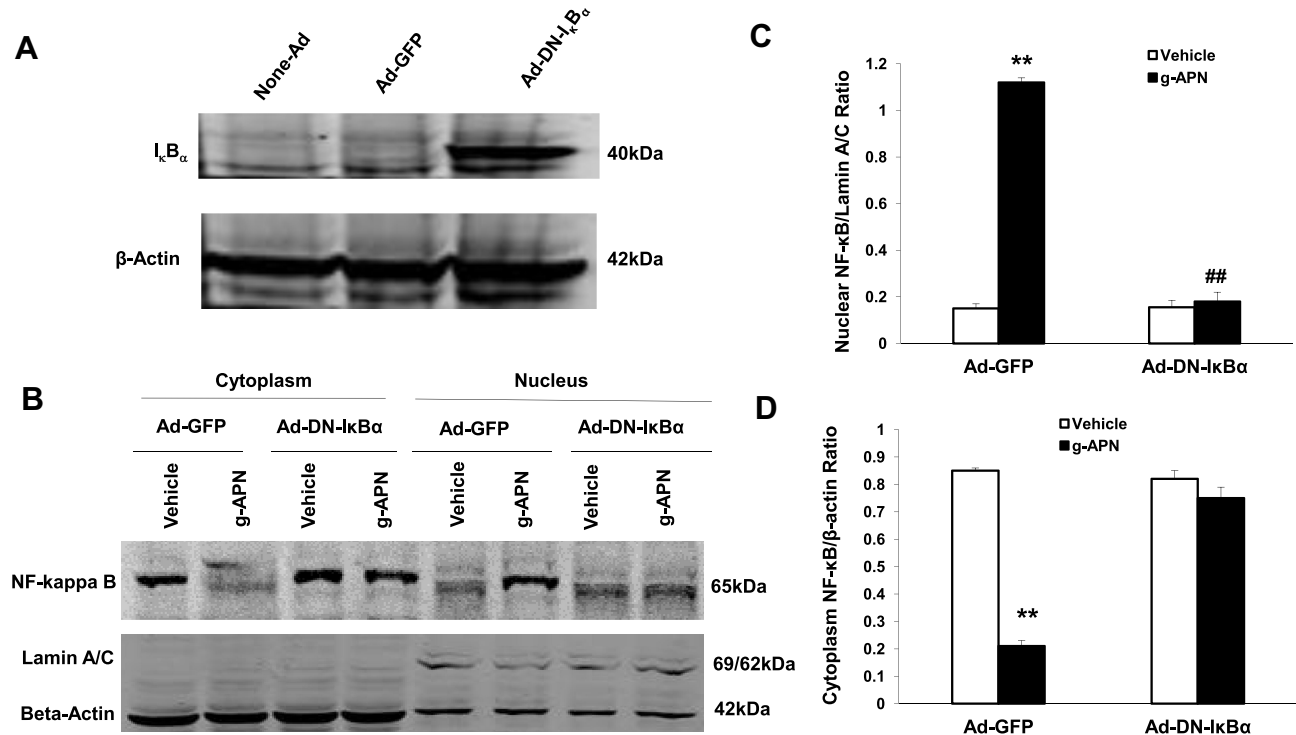 A
None-Ad
Ad-GFP
Ad-DN-IκBα
IκBα
40kDa
β-Actin
42kDa
B
Cytoplasm
Nucleus
Ad-GFP
Ad-DN-IκBα
Ad-GFP
Ad-DN-IκBα
Vehicle
g-APN
Vehicle
g-APN
Vehicle
g-APN
Vehicle
g-APN
NF-kappa B
65kDa
Lamin A/C
69/62kDa
Beta-Actin
42kDa
C
Vehicle
g-APN
Nuclear NF-κB/Lamin A/C Ratio
1.2
1
0.8
0.6
0.4
0.2
0
**
##
Ad-GFP
Ad-DN-IκBα
D
Vehicle
g-APN
Cytoplasm NF-κB/β-actin Ratio
1
0.9
0.8
0.7
0.6
0.5
0.4
0.3
0.2
0.1
0
**
Ad-GFP
Ad-DN-IκBα